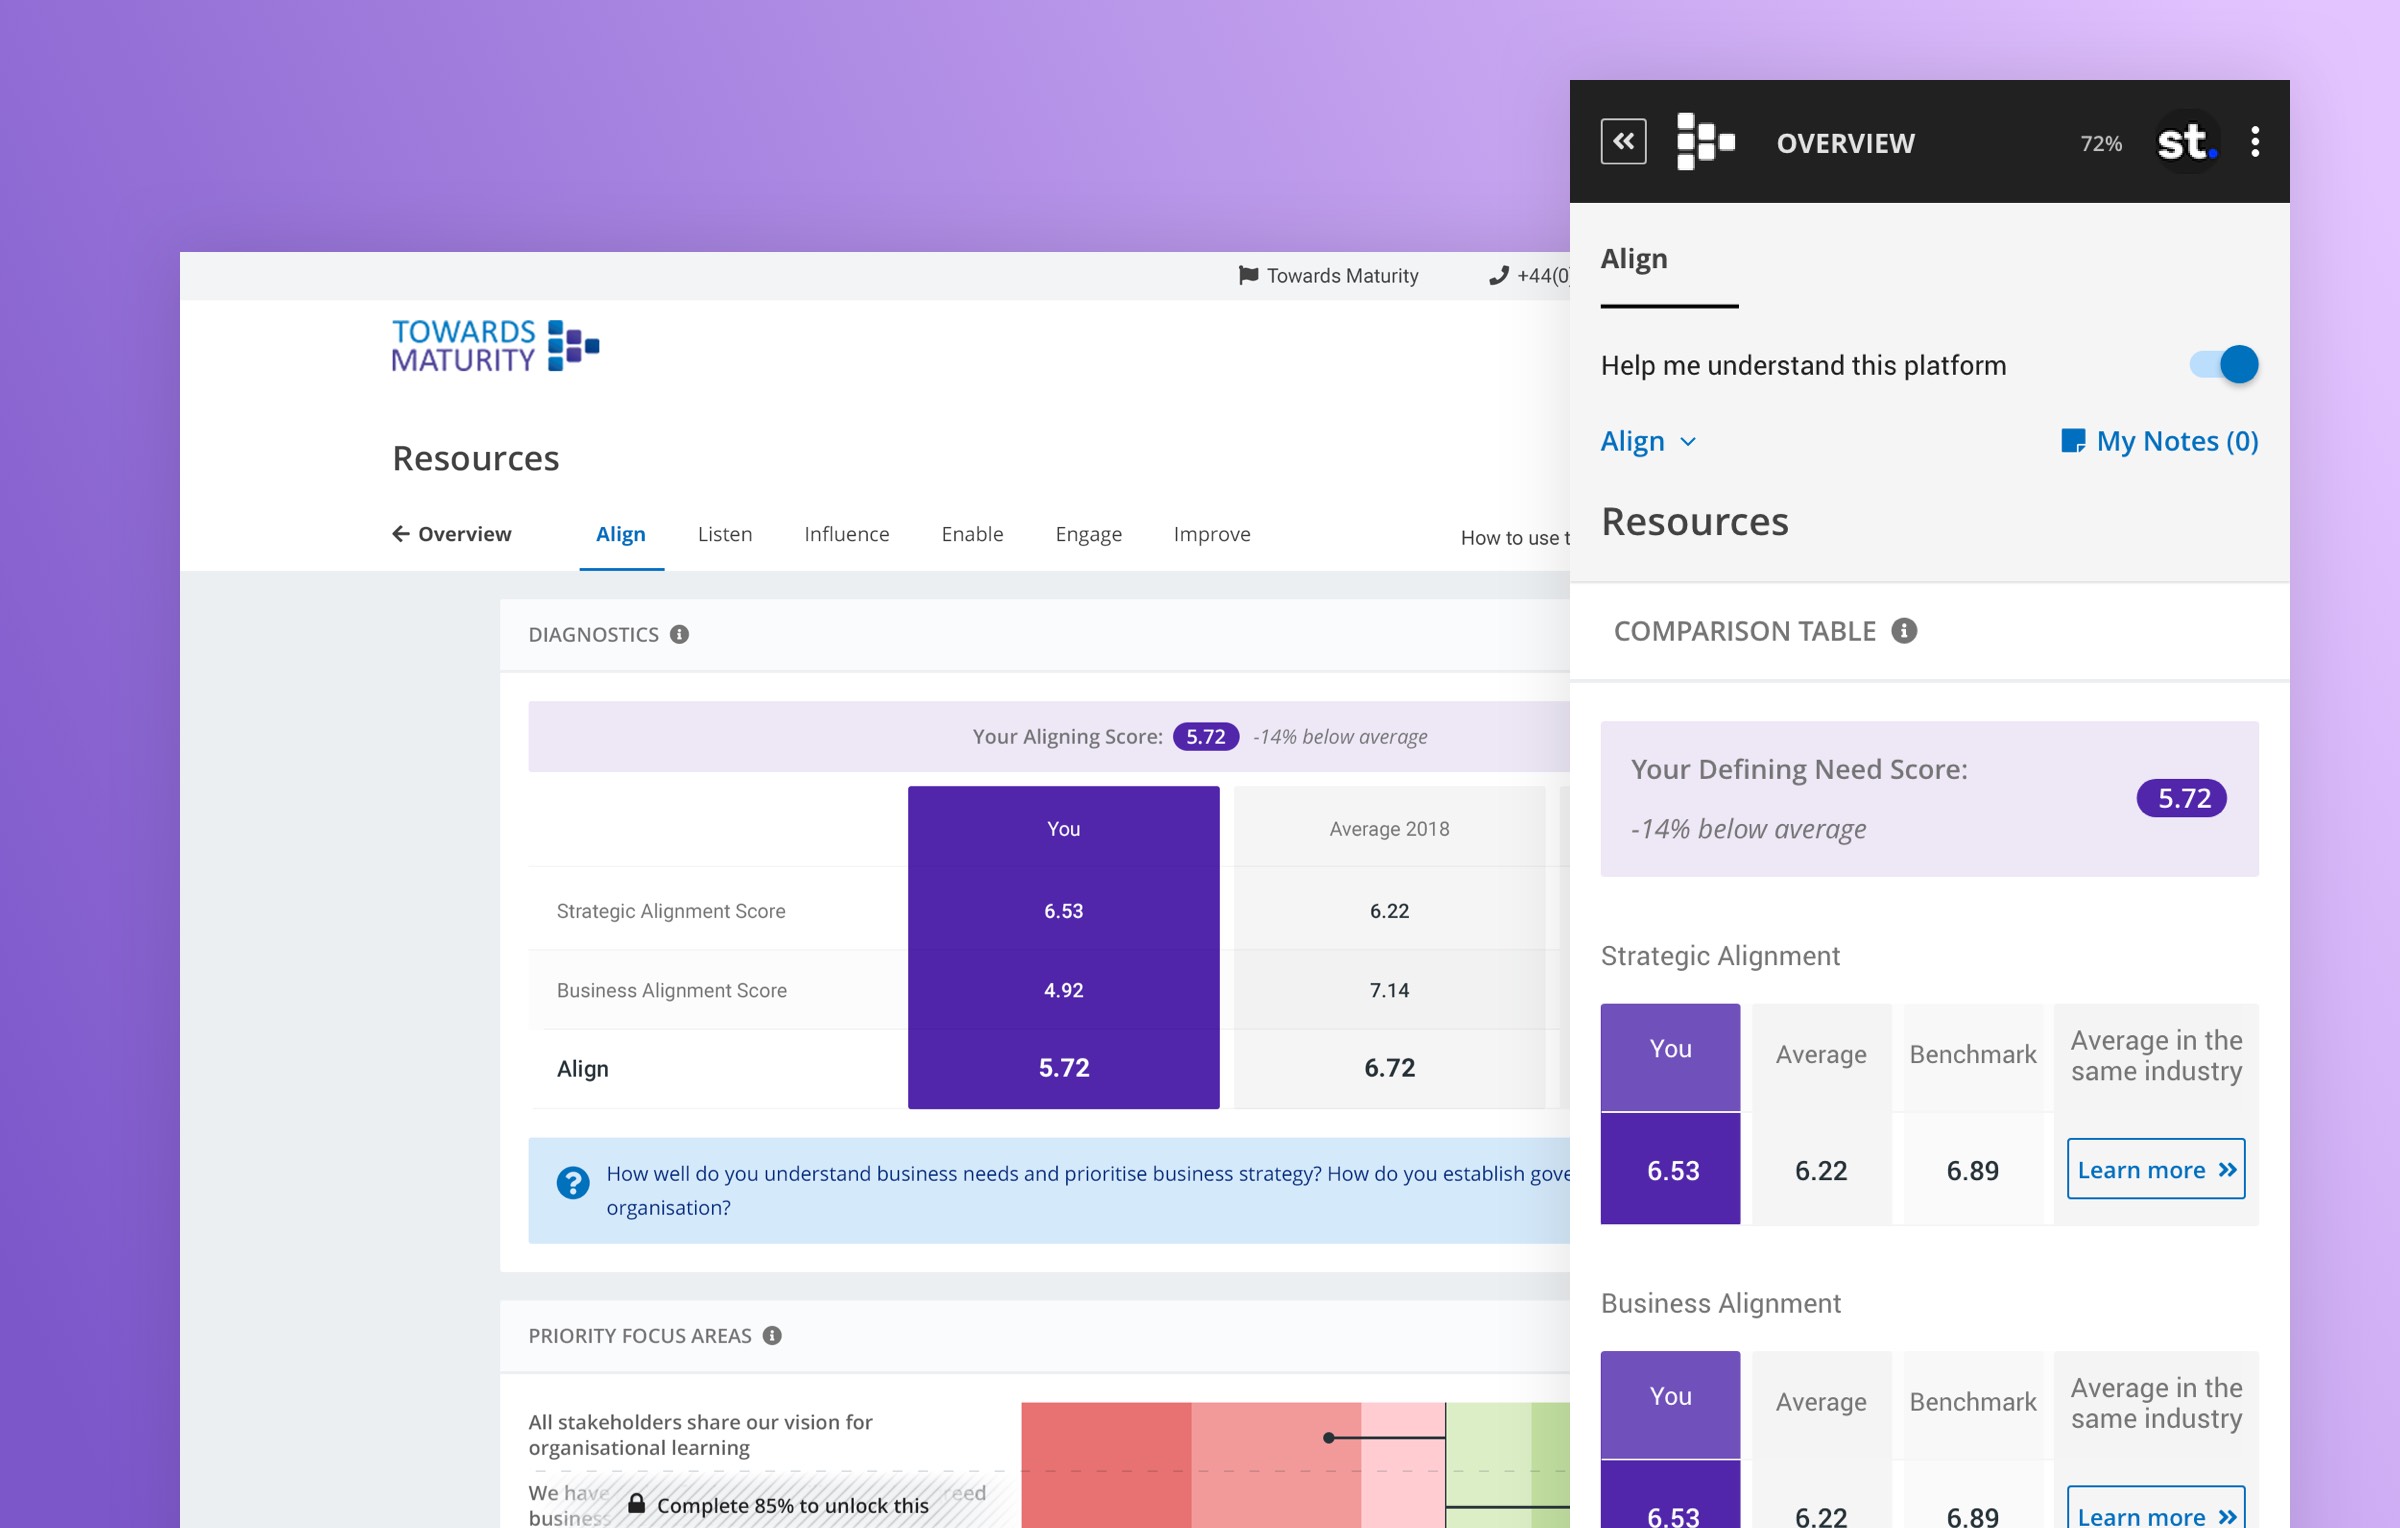 Towards Maturity
+44(0)
TOWARDS
MATURITY
Resources
Overview Align Listen Influence Enable Engage Improve How to use t
DIAGNOSTICS
Your Aligning Score: 5.72 -14% below average
You Average 2018
Strategic Alignment Score 6.53 6.22
Business Alignment Score 4.92 7.14
Align 5.72 6.72
How well do you understand business needs and prioritise business strategy? How do you establish gove
organisation?
PRIORITY FOCUS AREAS
All stakeholders share our vision for
organisational learning
We have reed
business
Complete 85% to unlock this
OVERVIEW 72% st.
Align
Help me understand this platform
Align My Notes (0)
Resources
COMPARISON TABLE
Your Defining Need Score:
5.72
-14% below average
Strategic Alignment
You Average Benchmark Average in the
same industry
6.53 6.22 6.89 Learn more
Business Alignment
You Average Benchmark Average in the
same industry
6.53 6.22 6.89 Learn more